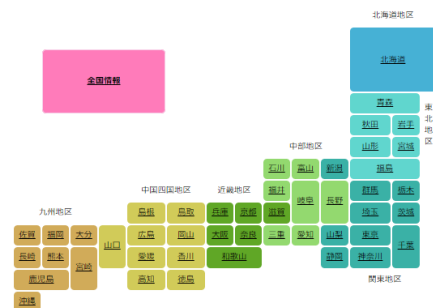 北海道地区
北海道
全国情報
青森
東北地区
秋田 岩手
山形 宮城
中部地区
石川 富山 新潟 福島
中国四国地区 近畿地区
福井 岐阜 長野 群馬 栃木
九州地区
島根 鳥取 兵庫 京都 滋賀 埼玉 茨城
佐賀 福岡 大分 山口 広島 岡山 大阪 奈良 三重 愛知 山梨 東京 千葉
長崎 熊本 宮崎 愛媛 香川 和歌山 静岡 神奈川
鹿児島 高知 徳島 関東地区
沖縄